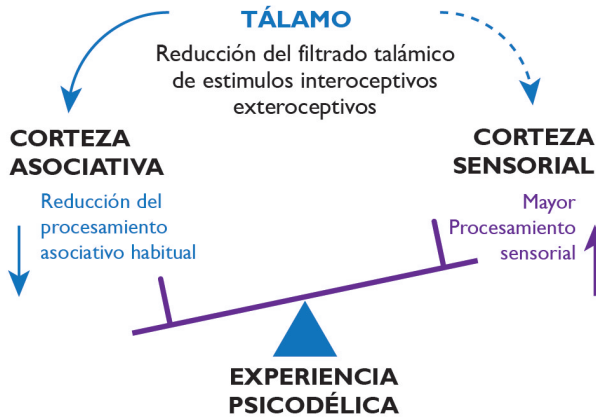 TÁLAMO
Reducción del filtrado talámico
de estimulos interoceptivos
exteroceptivos
CORTEZA
ASOCIATIVA
Reducción del
procesamiento
asociativo habitual
CORTEZA
SENSORIAL
Mayor
Procesamiento
sensorial
EXPERIENCIA
PSICODÉLICA